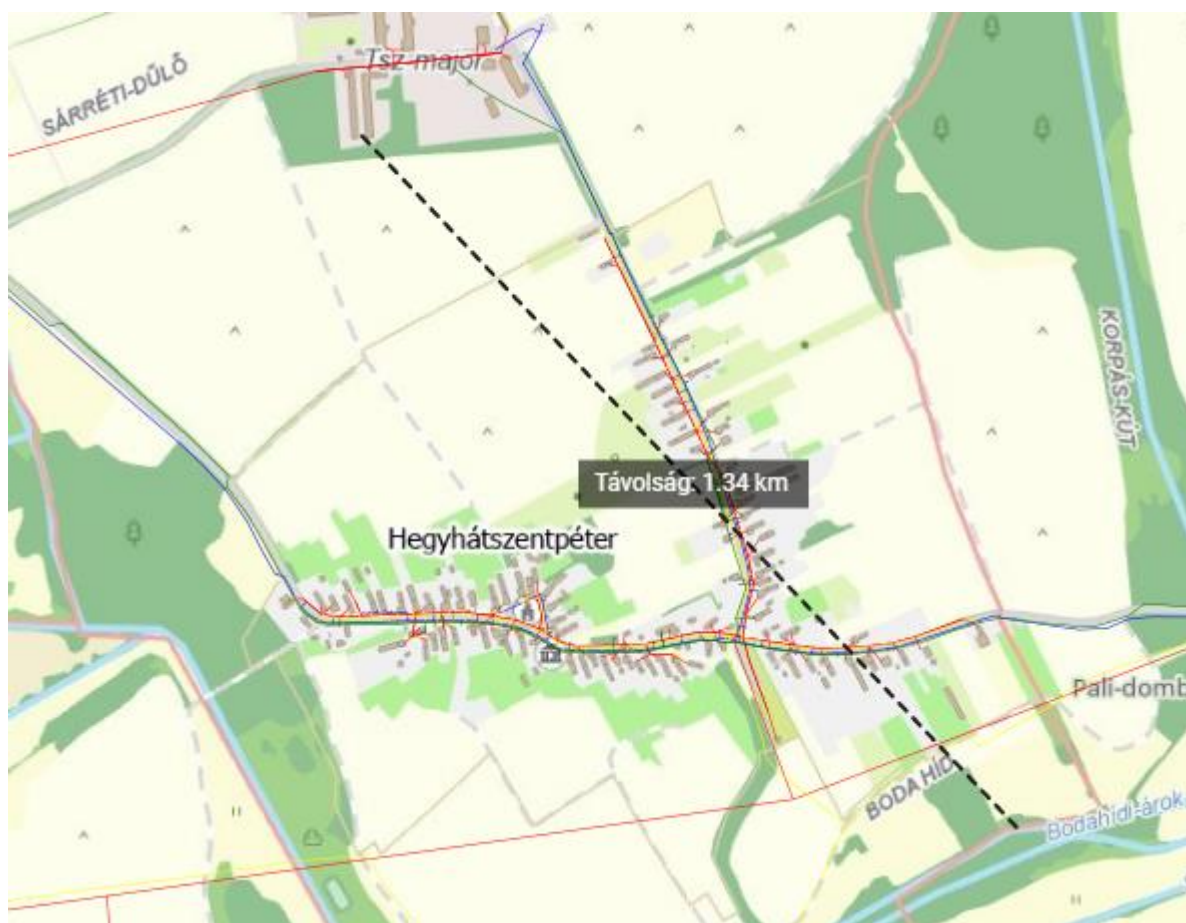 Tsz-major
SÁRRÉTI-DŰLŐ
KORPÁS-KÚT
Távolság: 1.34 km
Hegyhátszentpéter
Pali-domb
BODA HÍD
Bodahídi-árok